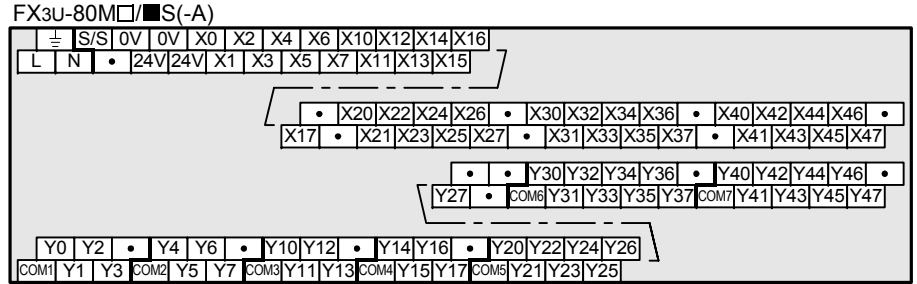 FX3U-80M□/■S(-A)
⏚ S/S 0V 0V X0 X2 X4 X6 X10 X12 X14 X16
L N • 24V 24V X1 X3 X5 X7 X11 X13 X15
• X20 X22 X24 X26 • X30 X32 X34 X36 • X40 X42 X44 X46 •
X17 • X21 X23 X25 X27 • X31 X33 X35 X37 • X41 X43 X45 X47
• • Y30 Y32 Y34 Y36 • Y40 Y42 Y44 Y46 •
Y27 • COM6 Y31 Y33 Y35 Y37 COM7 Y41 Y43 Y45 Y47
Y0 Y2 • Y4 Y6 • Y10 Y12 • Y14 Y16 • Y20 Y22 Y24 Y26
COM1 Y1 Y3 COM2 Y5 Y7 COM3 Y11 Y13 COM4 Y15 Y17 COM5 Y21 Y23 Y25